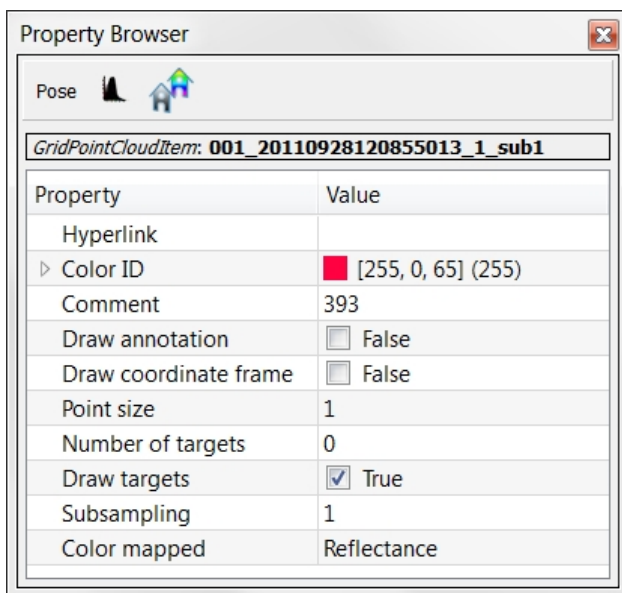 Property Browser
Pose
GridPointCloudItem: 001_20110928120855013_1_sub1
Property Value
Hyperlink
Color ID [255, 0, 65] (255)
Comment 393
Draw annotation False
Draw coordinate frame False
Point size 1
Number of targets 0
Draw targets True
Subsampling 1
Color mapped Reflectance